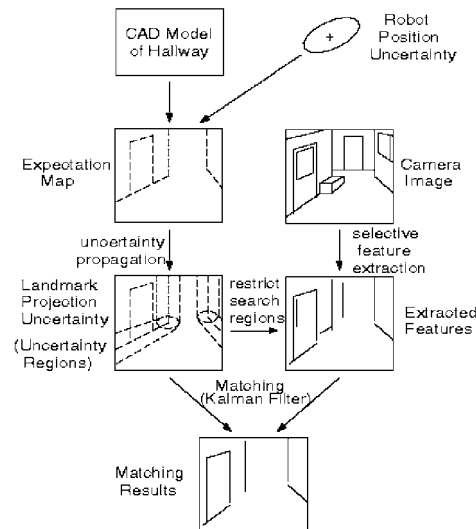 CAD Model
of Hallway
Robot
Position
Uncertainty
Expectation
Map
Camera
Image
uncertainty
propagation
selective
feature
extraction
Landmark
Projection
Uncertainty
(Uncertainty
Regions)
restrict
search
regions
Extracted
Features
Matching
(Kalman Filter)
Matching
Results